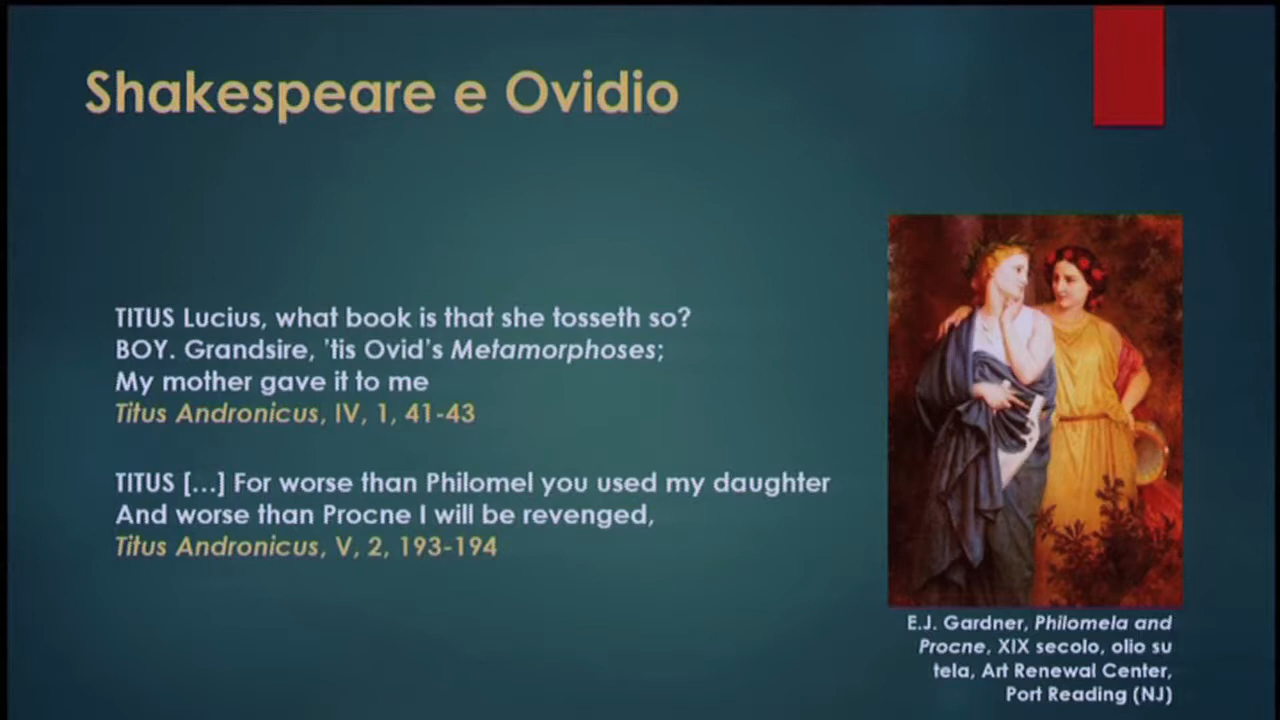 Shakespeare e Ovidio
TITUS Lucius, what book is that she tosseth so?
BOY. Grandsire, 'tis Ovid's Metamorphoses;
My mother gave it to me
Titus Andronicus, IV, 1, 41-43
TITUS [...] For worse than Philomel you used my daughter
And worse than Procne I will be revenged,
Titus Andronicus, V, 2, 193-194
E.J. Gardner, Philomela and
Procne, XIX secolo, olio su
tela, Art Renewal Center,
Port Reading (NJ)